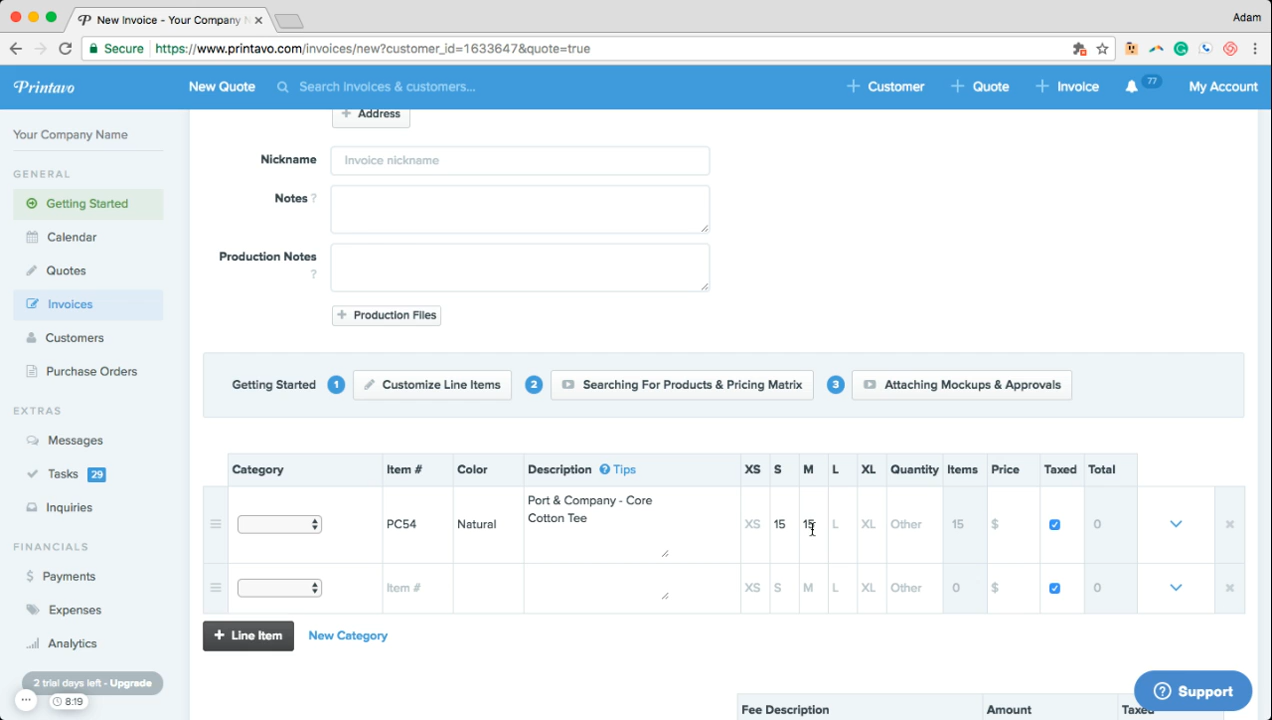 New Invoice - Your Company N
Adam
Secure https://www.printavo.com/invoices/new?customer_id=1633647&quote=true
Printavo
New Quote
Search invoices & customers...
+ Customer
+ Quote
+ Invoice
77
My Account
Your Company Name
GENERAL
Getting Started
Calendar
Quotes
Invoices
Customers
Purchase Orders
EXTRAS
Messages
Tasks 29
Inquiries
FINANCIALS
$ Payments
Expenses
Analytics
2 trial days left - Upgrade
8:19
+ Address
Nickname Invoice nickname
Notes ?
Production Notes
?
+ Production Files
Getting Started 1 Customize Line Items 2 Searching For Products & Pricing Matrix 3 Attaching Mockups & Approvals
Category Item # Color Description ? Tips XS S M L XL Quantity Items Price Taxed Total
PC54 Natural Port & Company - Core
Cotton Tee
XS 15 15 L XL Other 15 $ 0
Item # XS S M L XL Other 0 $ 0
+ Line Item New Category
Fee Description Amount Taxed
? Support